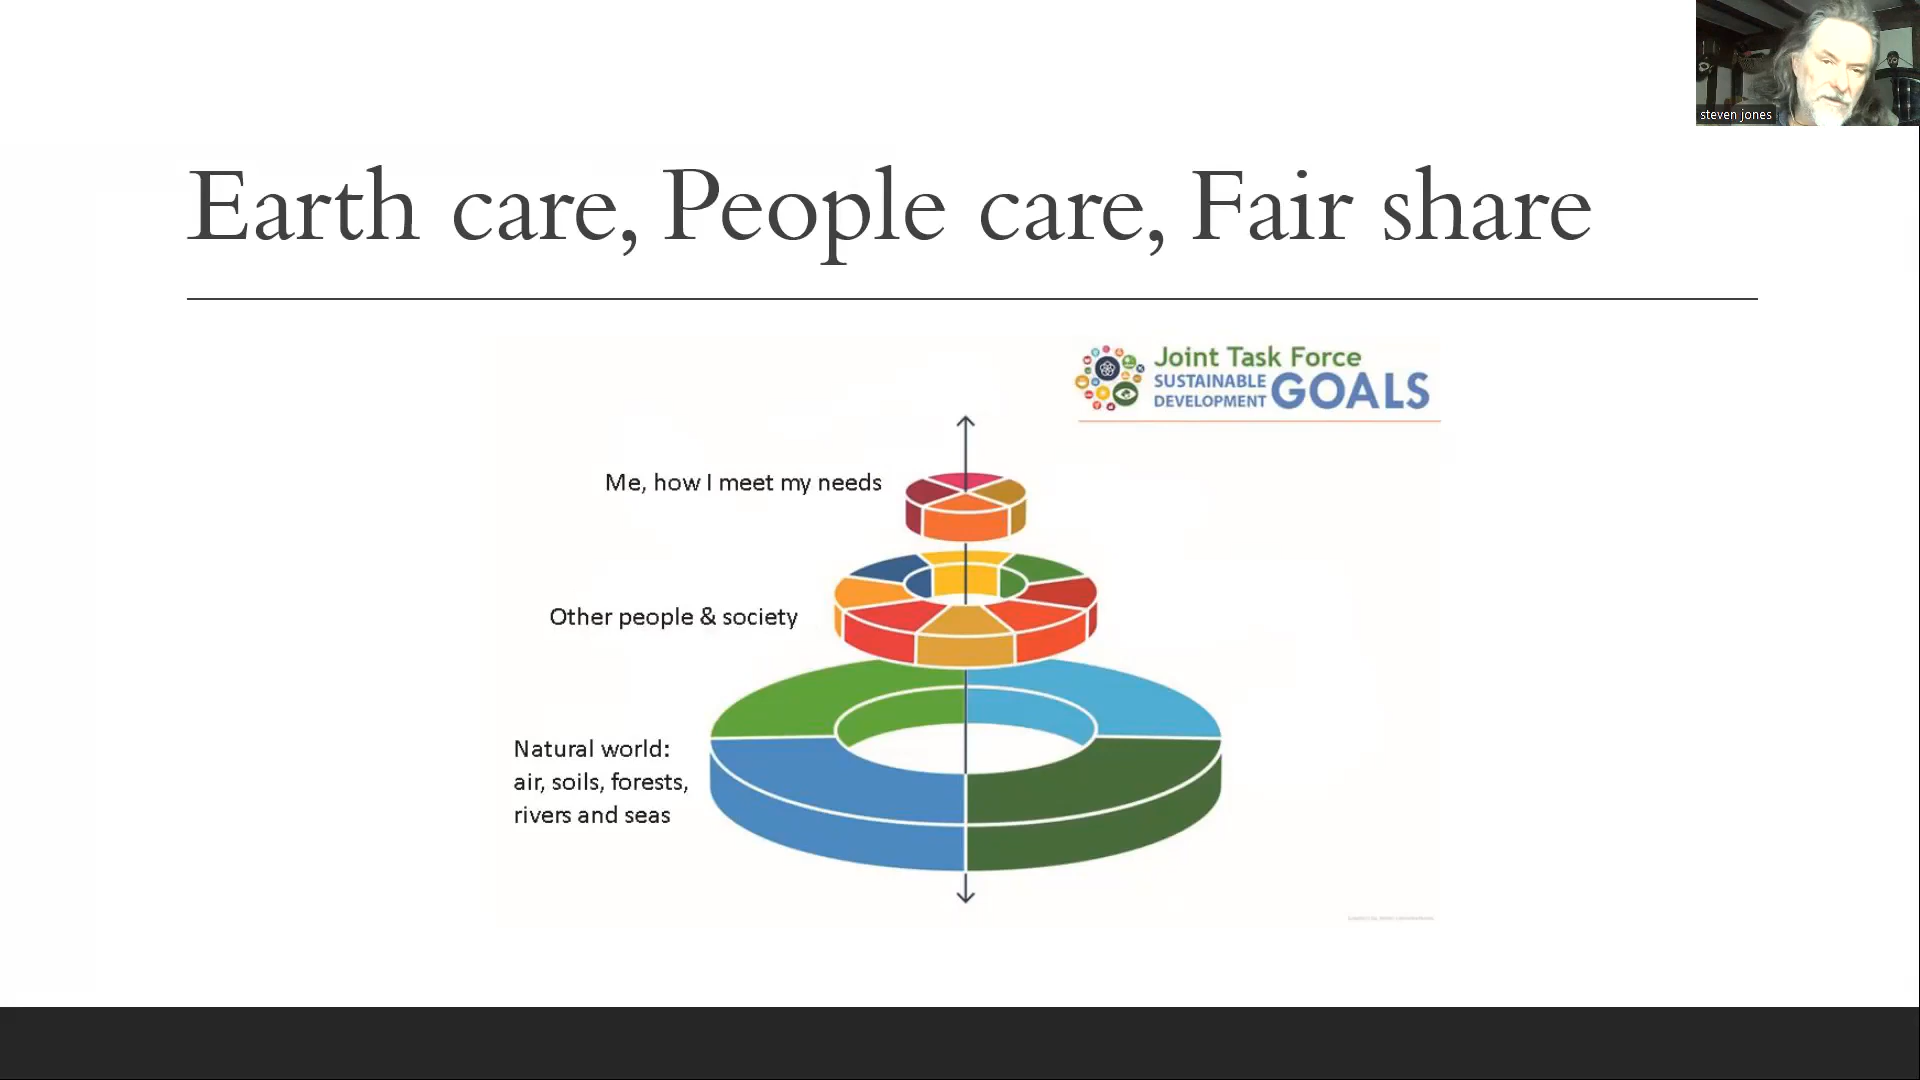 steven jones
Earth care, People care, Fair share
Joint Task Force
SUSTAINABLE
DEVELOPMENT
GOALS
Me, how I meet my needs
Other people & society
Natural world:
air, soils, forests,
rivers and seas